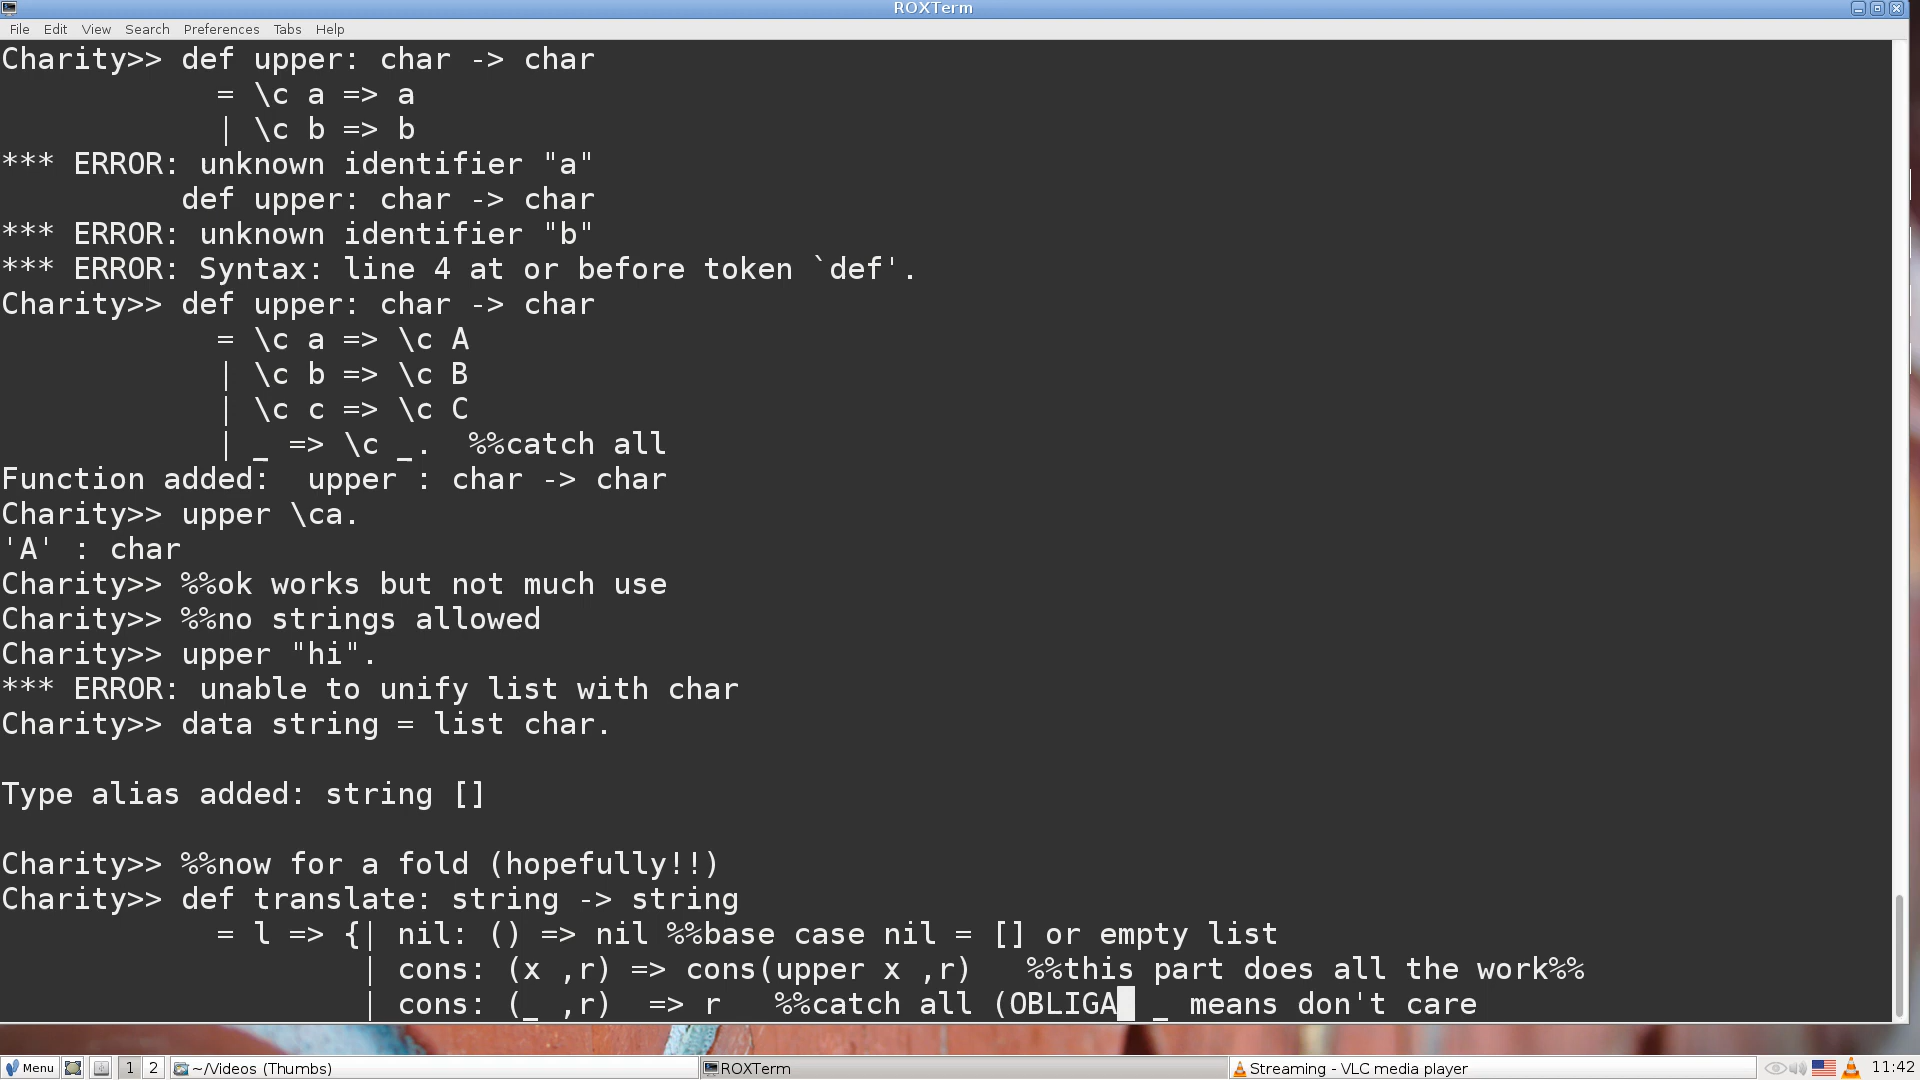 ROXTerm
File Edit View Search Preferences Tabs Help
Charity>> def upper: char -> char
            = \c a => a
            | \c b => b
*** ERROR: unknown identifier "a"
          def upper: char -> char
*** ERROR: unknown identifier "b"
*** ERROR: Syntax: line 4 at or before token `def'.
Charity>> def upper: char -> char
            = \c a => \c A
            | \c b => \c B
            | \c c => \c C
            | _ => \c _.  %%catch all
Function added:  upper : char -> char
Charity>> upper \ca.
'A' : char
Charity>> %%ok works but not much use
Charity>> %%no strings allowed
Charity>> upper "hi".
*** ERROR: unable to unify list with char
Charity>> data string = list char.
Type alias added: string []
Charity>> %%now for a fold (hopefully!!)
Charity>> def translate: string -> string
            = l => {| nil: () => nil %%base case nil = [] or empty list
                    | cons: (x ,r) => cons(upper x ,r)   %%this part does all the work%%
                    | cons: (_ ,r)  => r   %%catch all (OBLIGA  _ means don't care
Menu 1 2 ~/Videos (Thumbs) ROXTerm Streaming - VLC media player 11:42